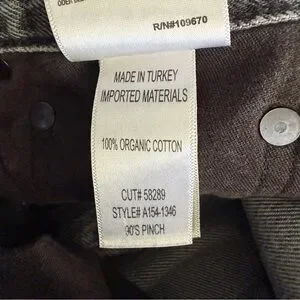 R/N#109670
MADE IN TURKEY
IMPORTED MATERIALS
100% ORGANIC COTTON
CUT# 58289
STYLE# A154-1346
90'S PINCH